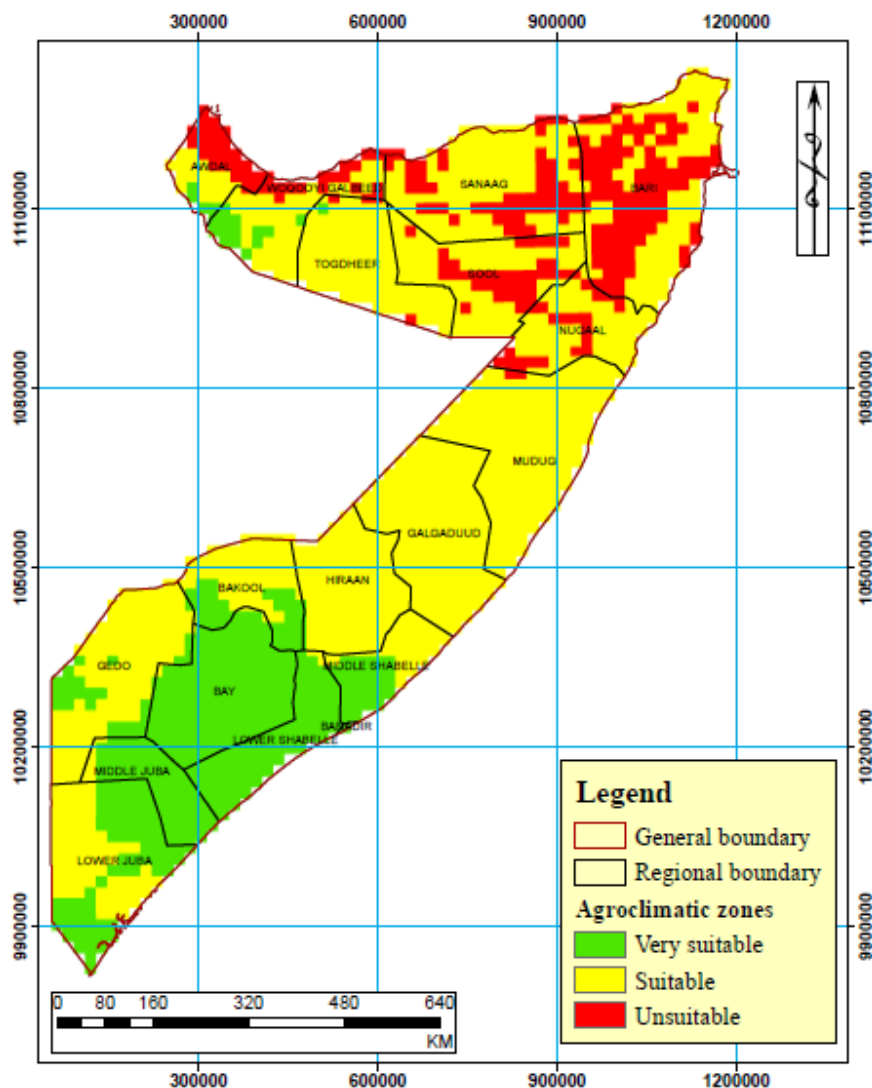 300000 600000 900000 1200000
11100000
10800000
10500000
10200000
9900000
11100000
10800000
10500000
10200000
9900000
AWDAL
WOQOOYI GALBEED
SANAAG
BARI
TOGDHEER
SOOL
NUGAAL
MUDUG
GALGADUUD
HIRAAN
BAKOOL
GEDO
MIDDLE SHABELLE
BAY
BANADIR
LOWER SHABELLE
MIDDLE JUBA
LOWER JUBA
Legend
General boundary
Regional boundary
Agroclimatic zones
Very suitable
Suitable
Unsuitable
0 80 160 320 480 640
KM
300000 600000 900000 1200000